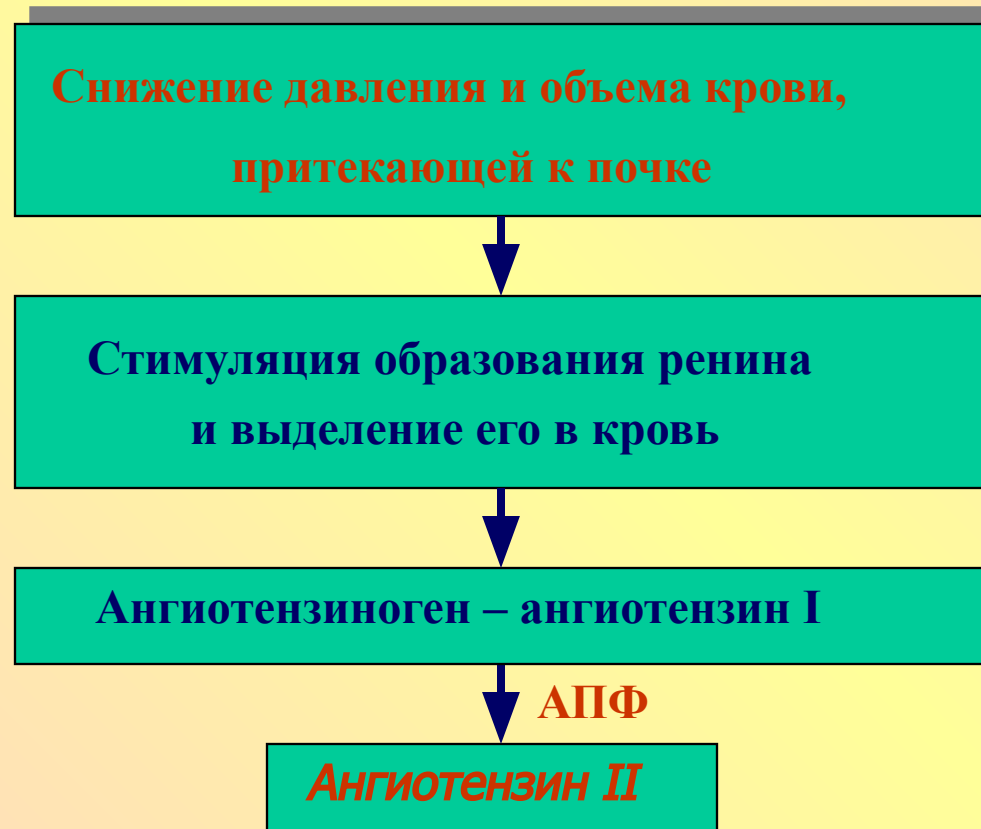 Снижение давления и объема крови,
притекающей к почке
Стимуляция образования ренина
и выделение его в кровь
Ангиотензиноген – ангиотензин I
АПФ
Ангиотензин II